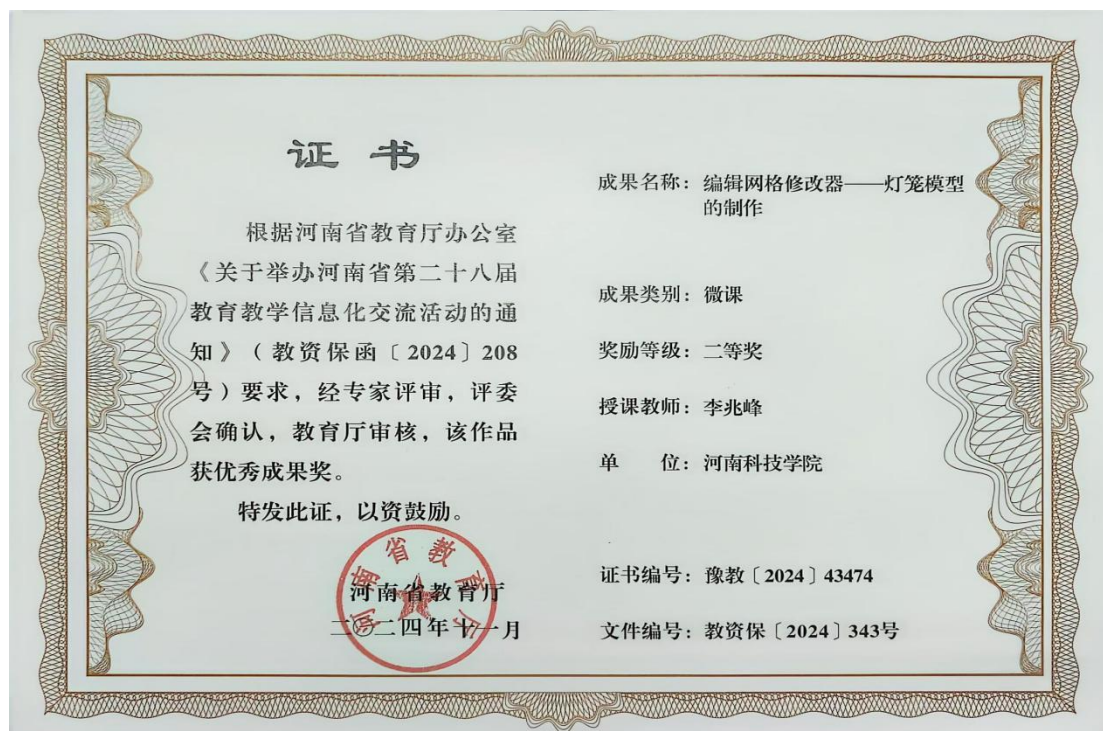 证 书
根据河南省教育厅办公室
《关于举办河南省第二十八届
教育教学信息化交流活动的通
知》（教资保函〔2024〕208
号）要求，经专家评审，评委
会确认，教育厅审核，该作品
获优秀成果奖。
特发此证，以资鼓励。
河南省教育厅
河南省教育厅
二〇二四年十一月
成果名称：编辑网格修改器——灯笼模型
的制作
成果类别：微课
奖励等级：二等奖
授课教师：李兆峰
单 位：河南科技学院
证书编号：豫教〔2024〕43474
文件编号：教资保〔2024〕343号